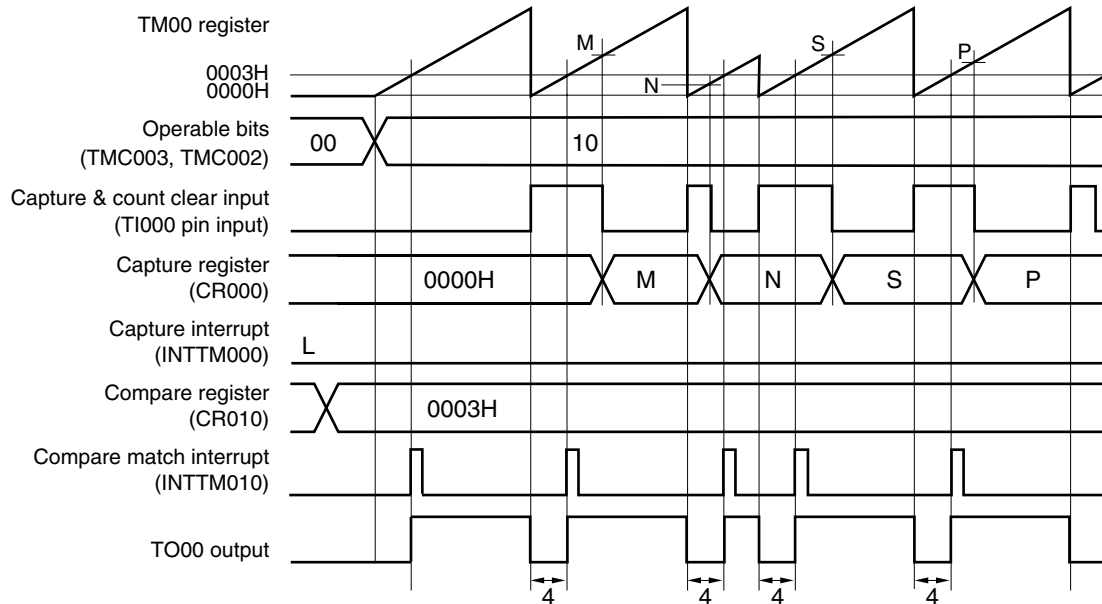 TM00 register
M
S
P
0003H
0000H
N
Operable bits
(TMC003, TMC002)
00
10
Capture & count clear input
(TI000 pin input)
Capture register
(CR000)
0000H
M
N
S
P
Capture interrupt
(INTTM000)
L
Compare register
(CR010)
0003H
Compare match interrupt
(INTTM010)
TO00 output
4
4
4
4